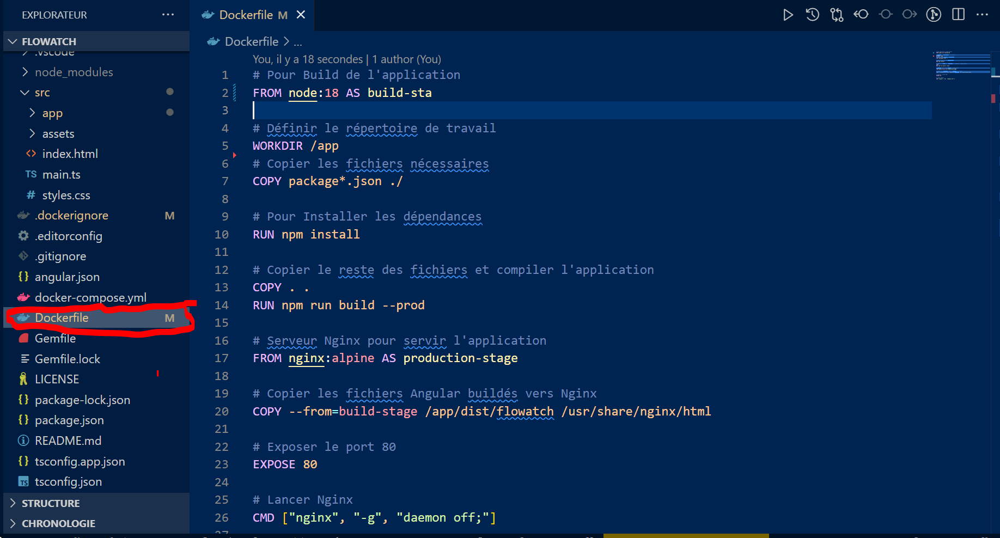 EXPLORATEUR
FLOWATCH
.vscode
node_modules
src
app
assets
index.html
TS main.ts
# styles.css
.dockerignore M
.editorconfig
.gitignore
{} angular.json
docker-compose.yml
Dockerfile M
Gemfile
Gemfile.lock
LICENSE
{} package-lock.json
{} package.json
README.md
{} tsconfig.app.json
TS tsconfig.json
STRUCTURE
CHRONOLOGIE
Dockerfile M
Dockerfile > ...
You, il y a 18 secondes | 1 author (You)
1 # Pour Build de l'application
2 FROM node:18 AS build-sta
3
4 # Définir le répertoire de travail
5 WORKDIR /app
6 # Copier les fichiers nécessaires
7 COPY package*.json ./
8
9 # Pour Installer les dépendances
10 RUN npm install
11
12 # Copier le reste des fichiers et compiler l'application
13 COPY . .
14 RUN npm run build --prod
15
16 # Serveur Nginx pour servir l'application
17 FROM nginx:alpine AS production-stage
18
19 # Copier les fichiers Angular buildés vers Nginx
20 COPY --from=build-stage /app/dist/flowatch /usr/share/nginx/html
21
22 # Exposer le port 80
23 EXPOSE 80
24
25 # Lancer Nginx
26 CMD ["nginx", "-g", "daemon off;"]